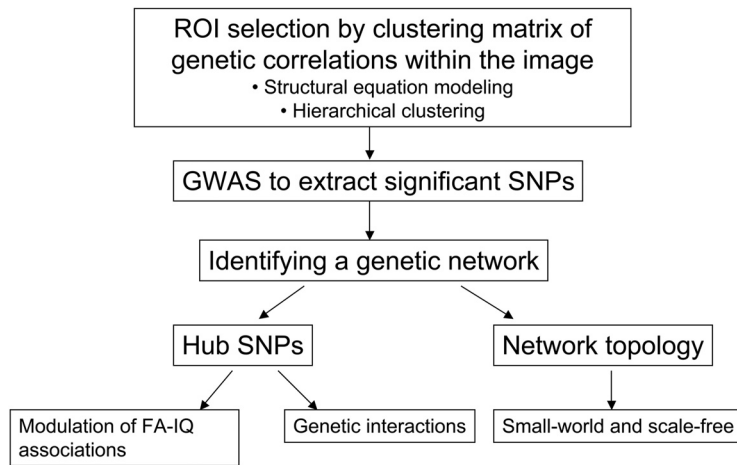 ROI selection by clustering matrix of
genetic correlations within the image
• Structural equation modeling
• Hierarchical clustering
GWAS to extract significant SNPs
Identifying a genetic network
Hub SNPs
Network topology
Modulation of FA-IQ
associations
Genetic interactions
Small-world and scale-free